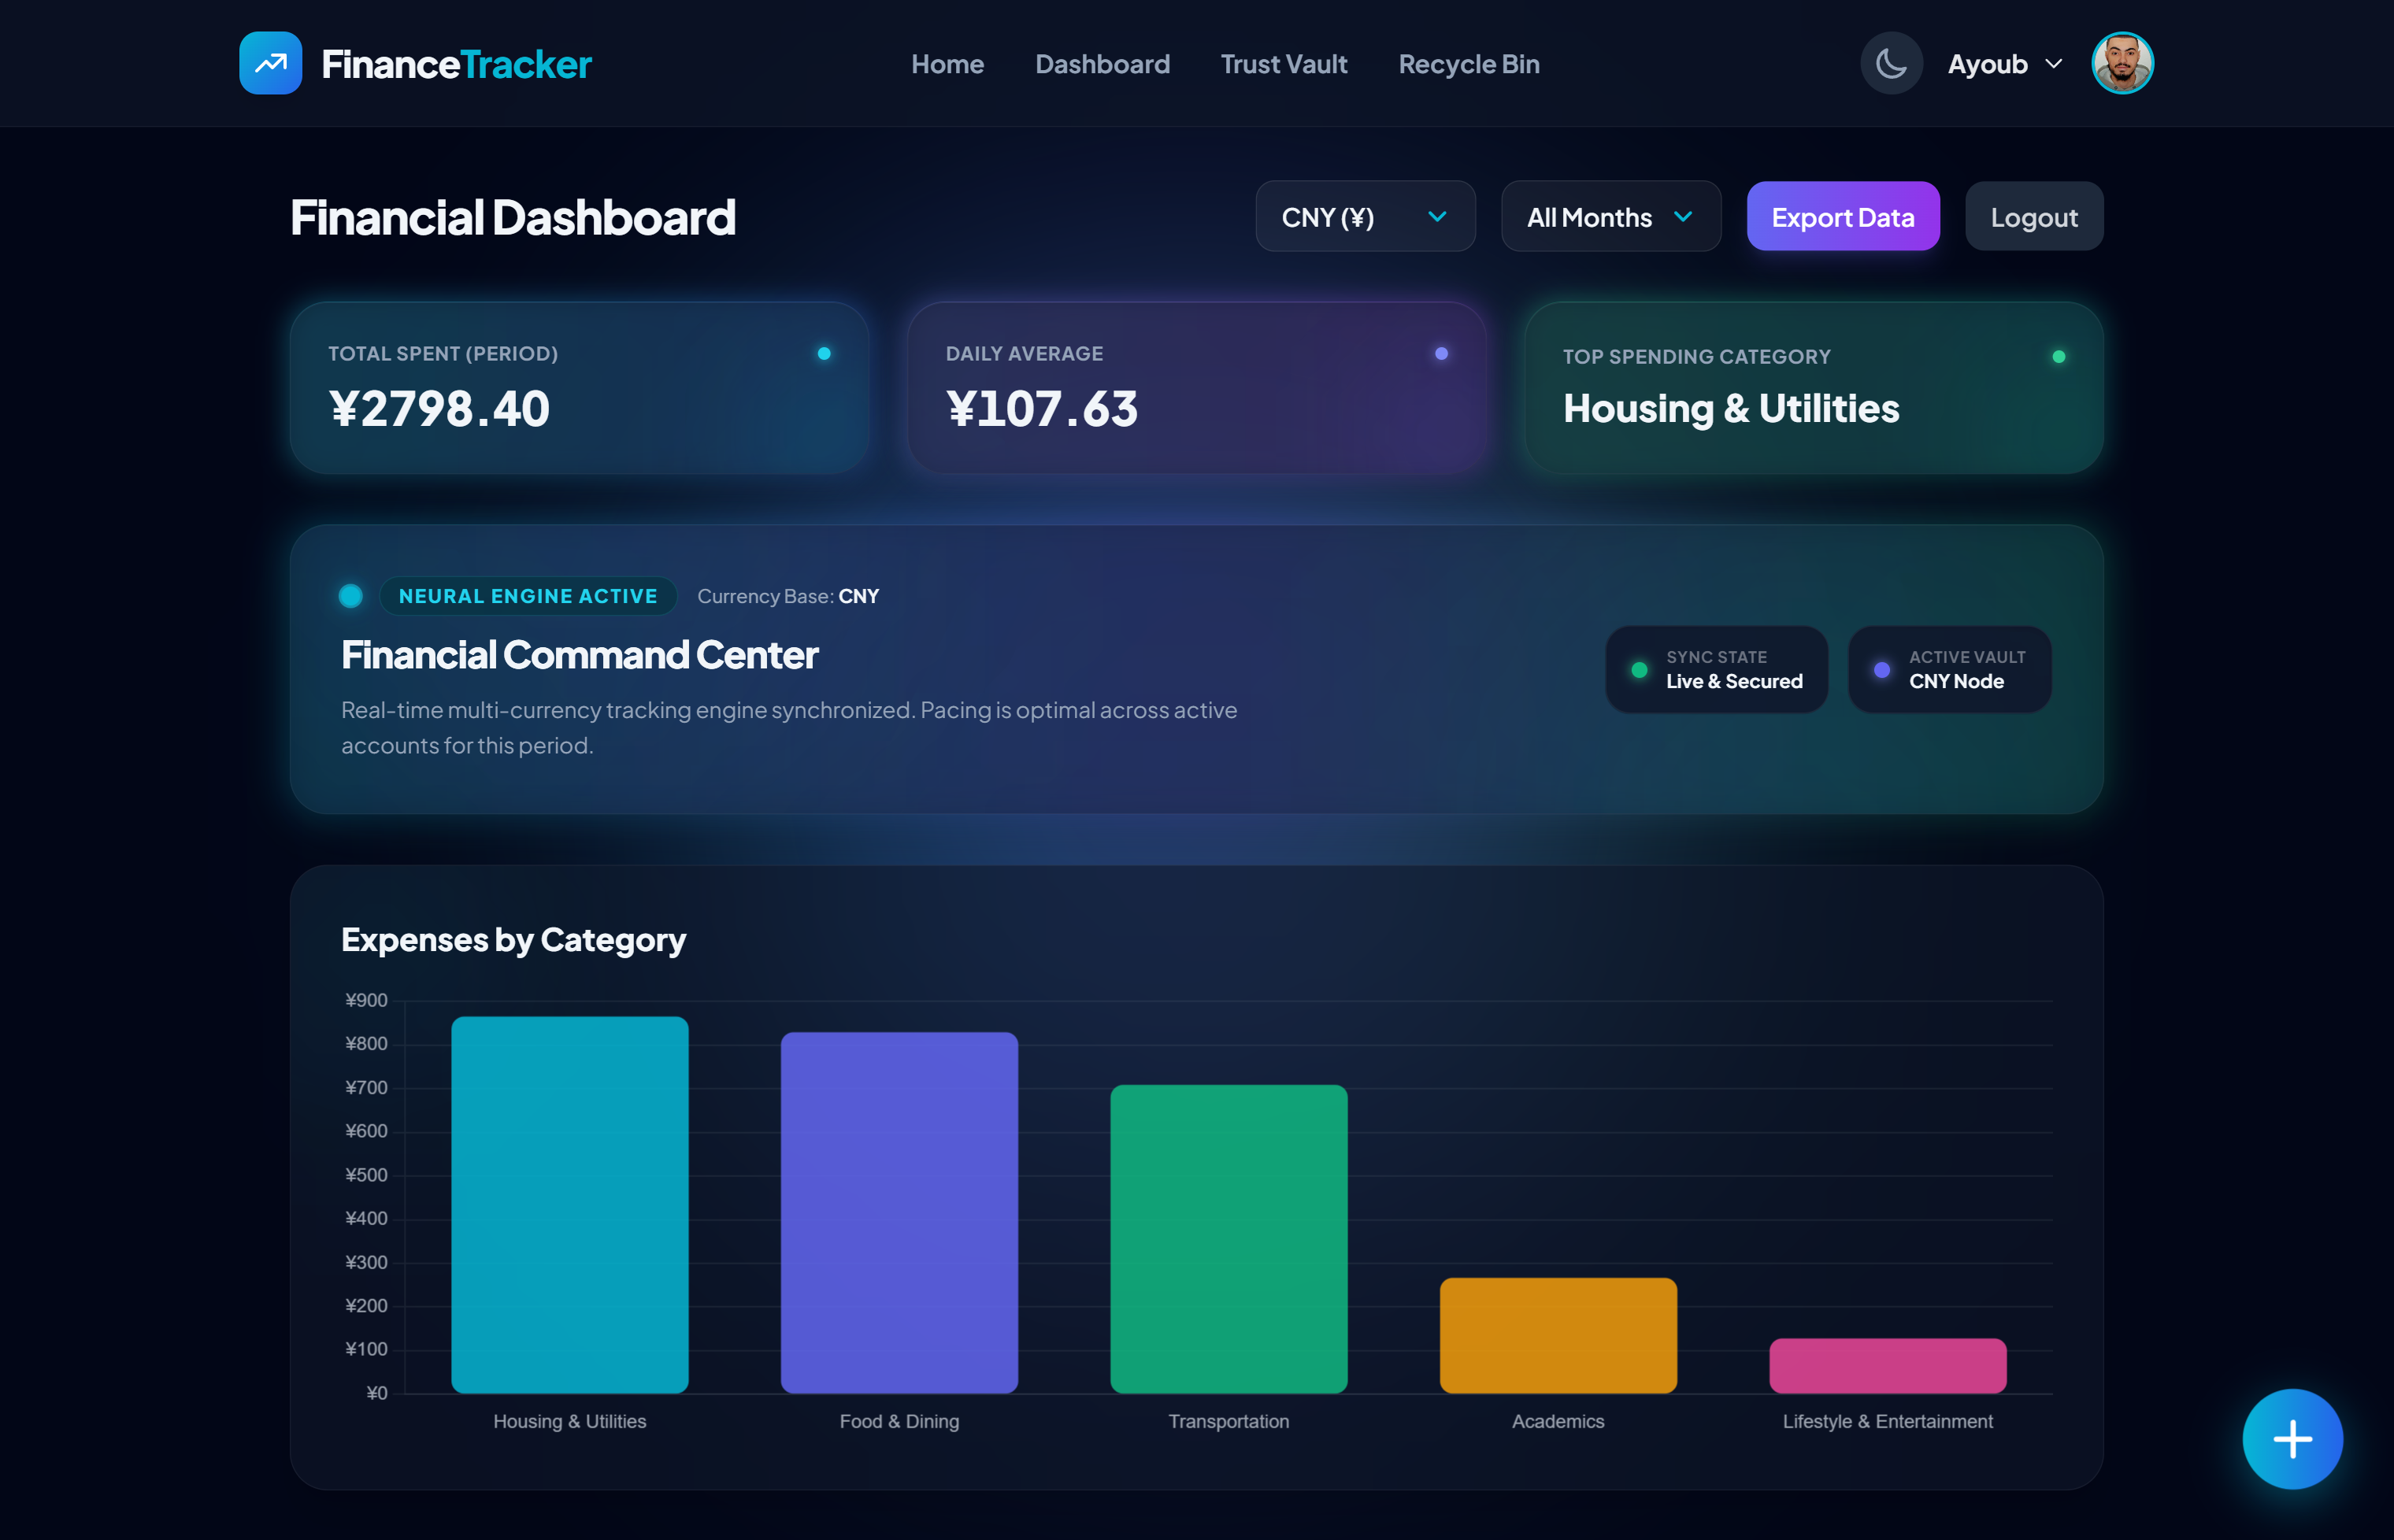 FinanceTracker
Home
Dashboard
Trust Vault
Recycle Bin
Ayoub
Financial Dashboard
CNY (¥)
All Months
Export Data
Logout
TOTAL SPENT (PERIOD)
¥2798.40
DAILY AVERAGE
¥107.63
TOP SPENDING CATEGORY
Housing & Utilities
NEURAL ENGINE ACTIVE
Currency Base: CNY
Financial Command Center
Real-time multi-currency tracking engine synchronized. Pacing is optimal across active
accounts for this period.
SYNC STATE
Live & Secured
ACTIVE VAULT
CNY Node
Expenses by Category
¥900
¥800
¥700
¥600
¥500
¥400
¥300
¥200
¥100
¥0
Housing & Utilities
Food & Dining
Transportation
Academics
Lifestyle & Entertainment